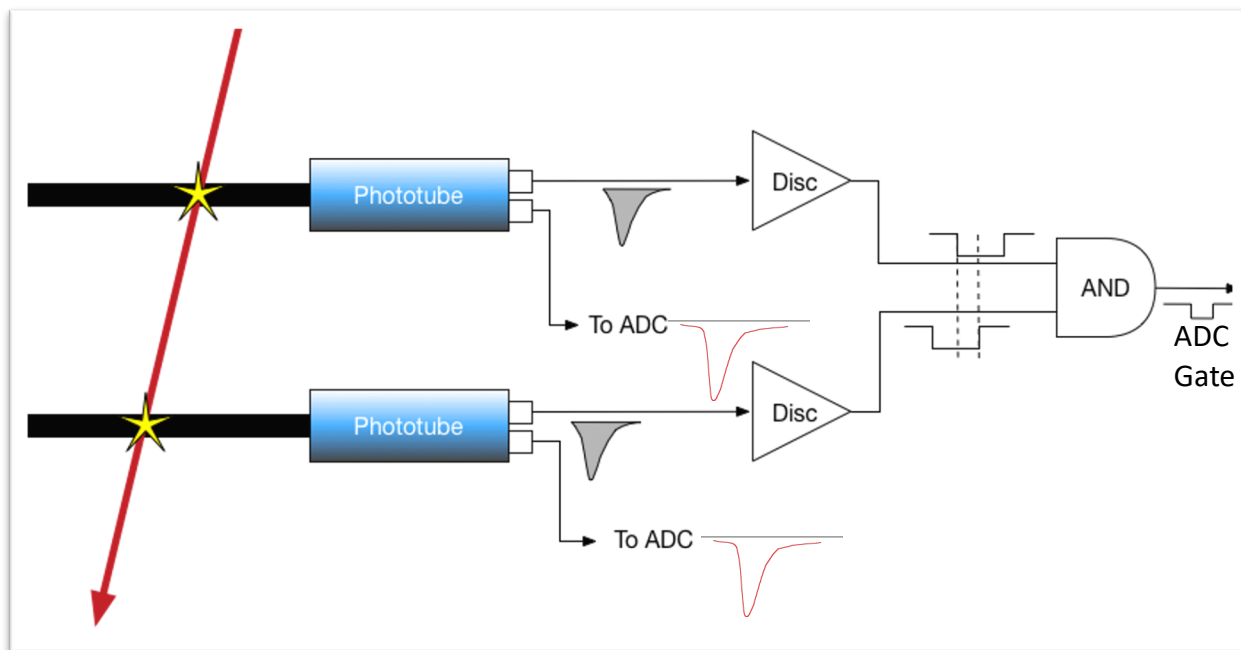 Phototube
Disc
AND
To ADC
ADC
Gate
Phototube
Disc
To ADC